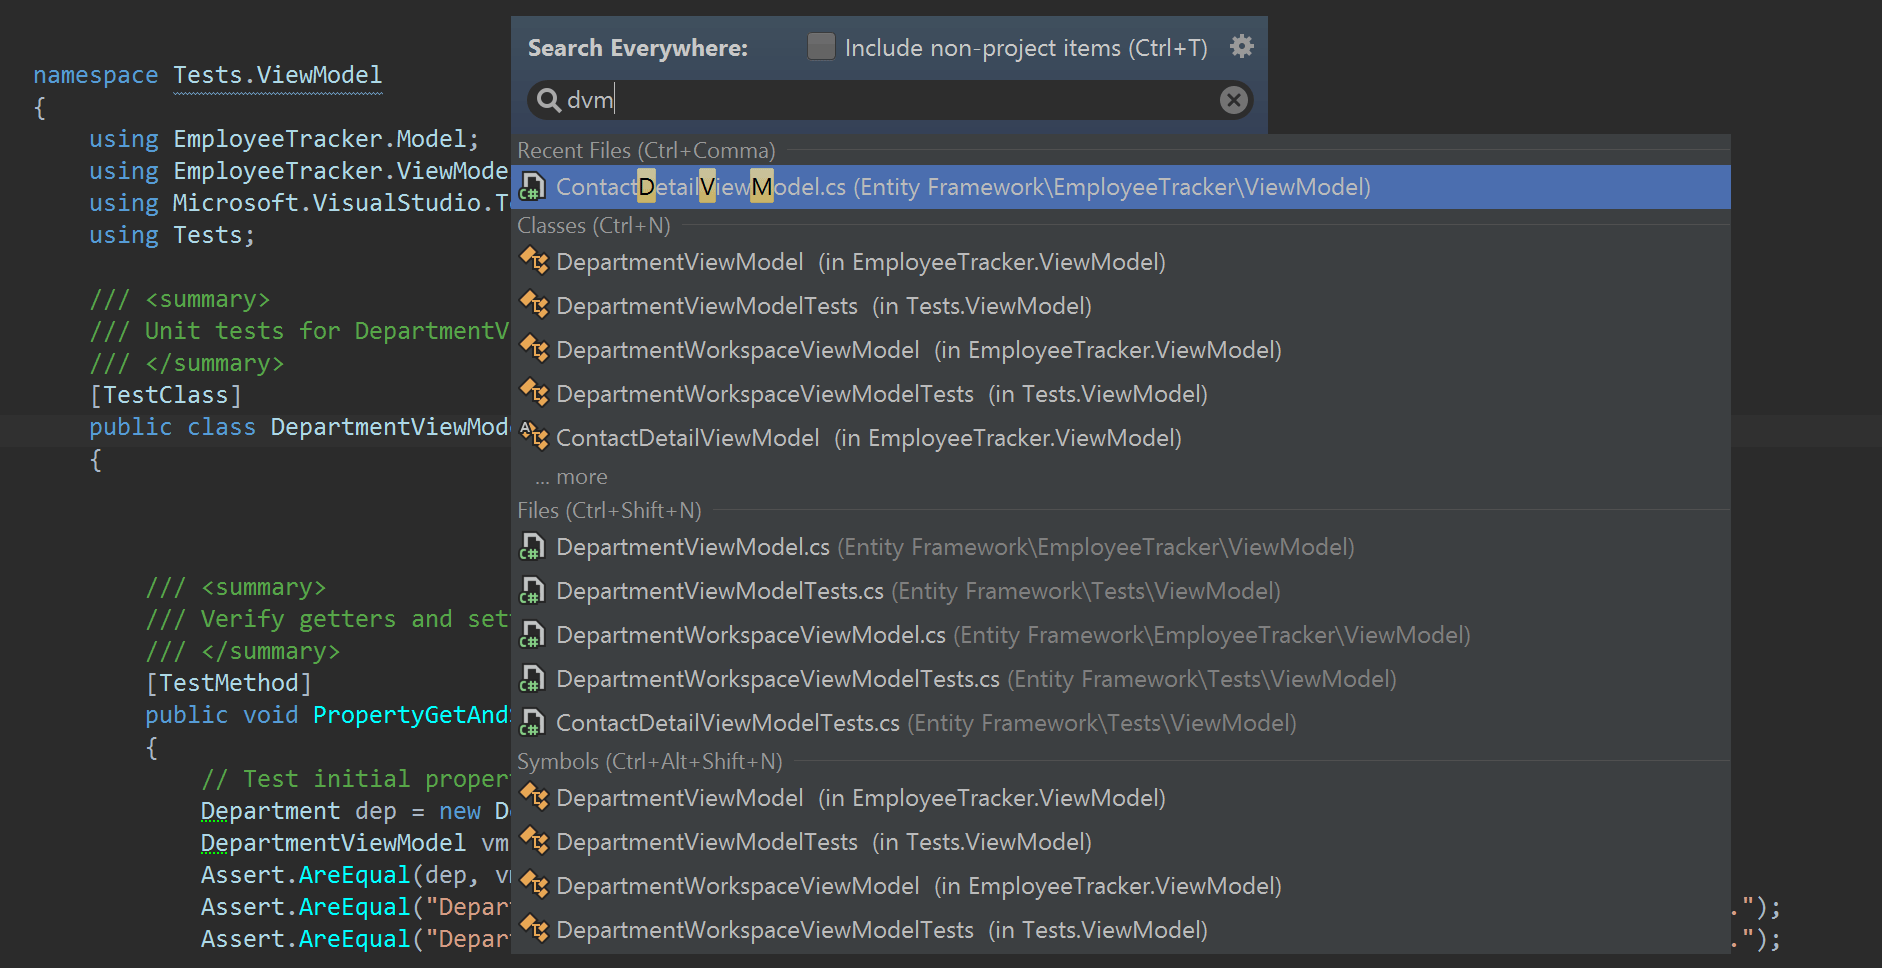 Search Everywhere: Include non-project items (Ctrl+T)
dvm
Recent Files (Ctrl+Comma)
ContactDetailViewModel.cs (Entity Framework\EmployeeTracker\ViewModel)
Classes (Ctrl+N)
DepartmentViewModel (in EmployeeTracker.ViewModel)
DepartmentViewModelTests (in Tests.ViewModel)
DepartmentWorkspaceViewModel (in EmployeeTracker.ViewModel)
DepartmentWorkspaceViewModelTests (in Tests.ViewModel)
ContactDetailViewModel (in EmployeeTracker.ViewModel)
... more
Files (Ctrl+Shift+N)
DepartmentViewModel.cs (Entity Framework\EmployeeTracker\ViewModel)
DepartmentViewModelTests.cs (Entity Framework\Tests\ViewModel)
DepartmentWorkspaceViewModel.cs (Entity Framework\EmployeeTracker\ViewModel)
DepartmentWorkspaceViewModelTests.cs (Entity Framework\Tests\ViewModel)
ContactDetailViewModelTests.cs (Entity Framework\Tests\ViewModel)
Symbols (Ctrl+Alt+Shift+N)
DepartmentViewModel (in EmployeeTracker.ViewModel)
DepartmentViewModelTests (in Tests.ViewModel)
DepartmentWorkspaceViewModel (in EmployeeTracker.ViewModel)
DepartmentWorkspaceViewModelTests (in Tests.ViewModel)
namespace Tests.ViewModel
{
using EmployeeTracker.Model;
using EmployeeTracker.ViewMode
using Microsoft.VisualStudio.T
using Tests;
/// <summary>
/// Unit tests for DepartmentV
/// </summary>
[TestClass]
public class DepartmentViewMod
{
/// <summary>
/// Verify getters and set
/// </summary>
[TestMethod]
public void PropertyGetAnd
{
// Test initial proper
Department dep = new D
DepartmentViewModel vm
Assert.AreEqual(dep, v
Assert.AreEqual("Depar .");
Assert.AreEqual("Depar .");